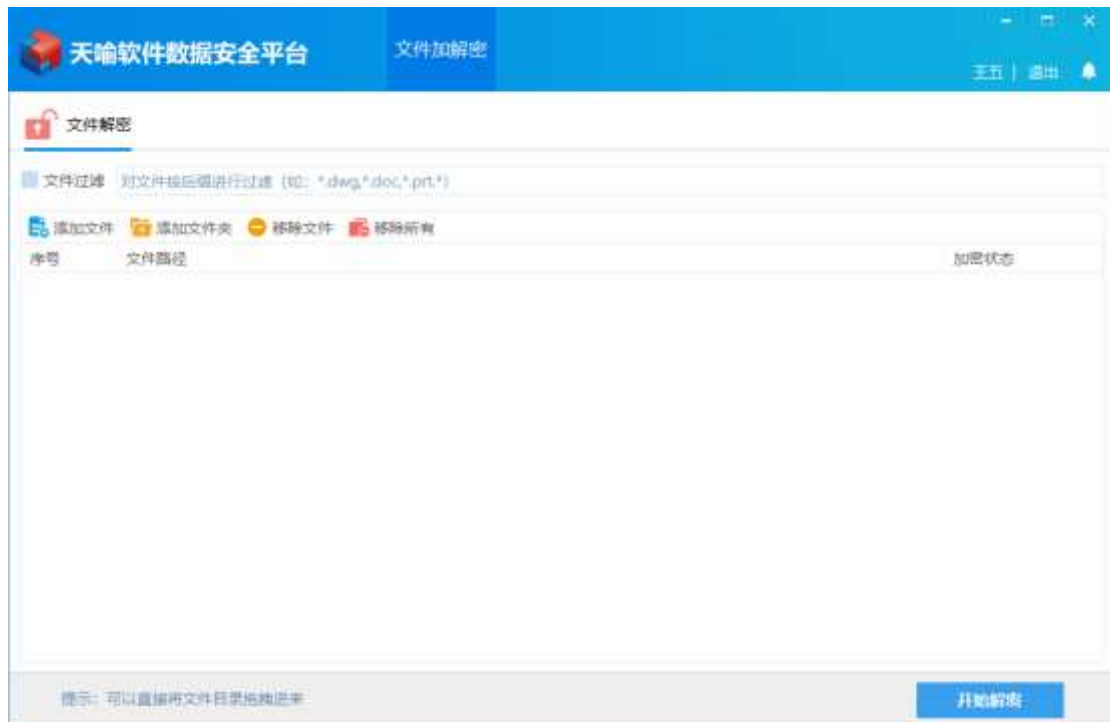 天喻软件数据安全平台
文件加解密
王五 | 退出
文件解密
文件过滤 对文件按后缀进行过滤（如：*.dwg,*.doc,*.prt.*）
添加文件 添加文件夹 移除文件 移除所有
序号 文件路径 加密状态
提示：可以直接将文件目录拖拽进来 开始解密